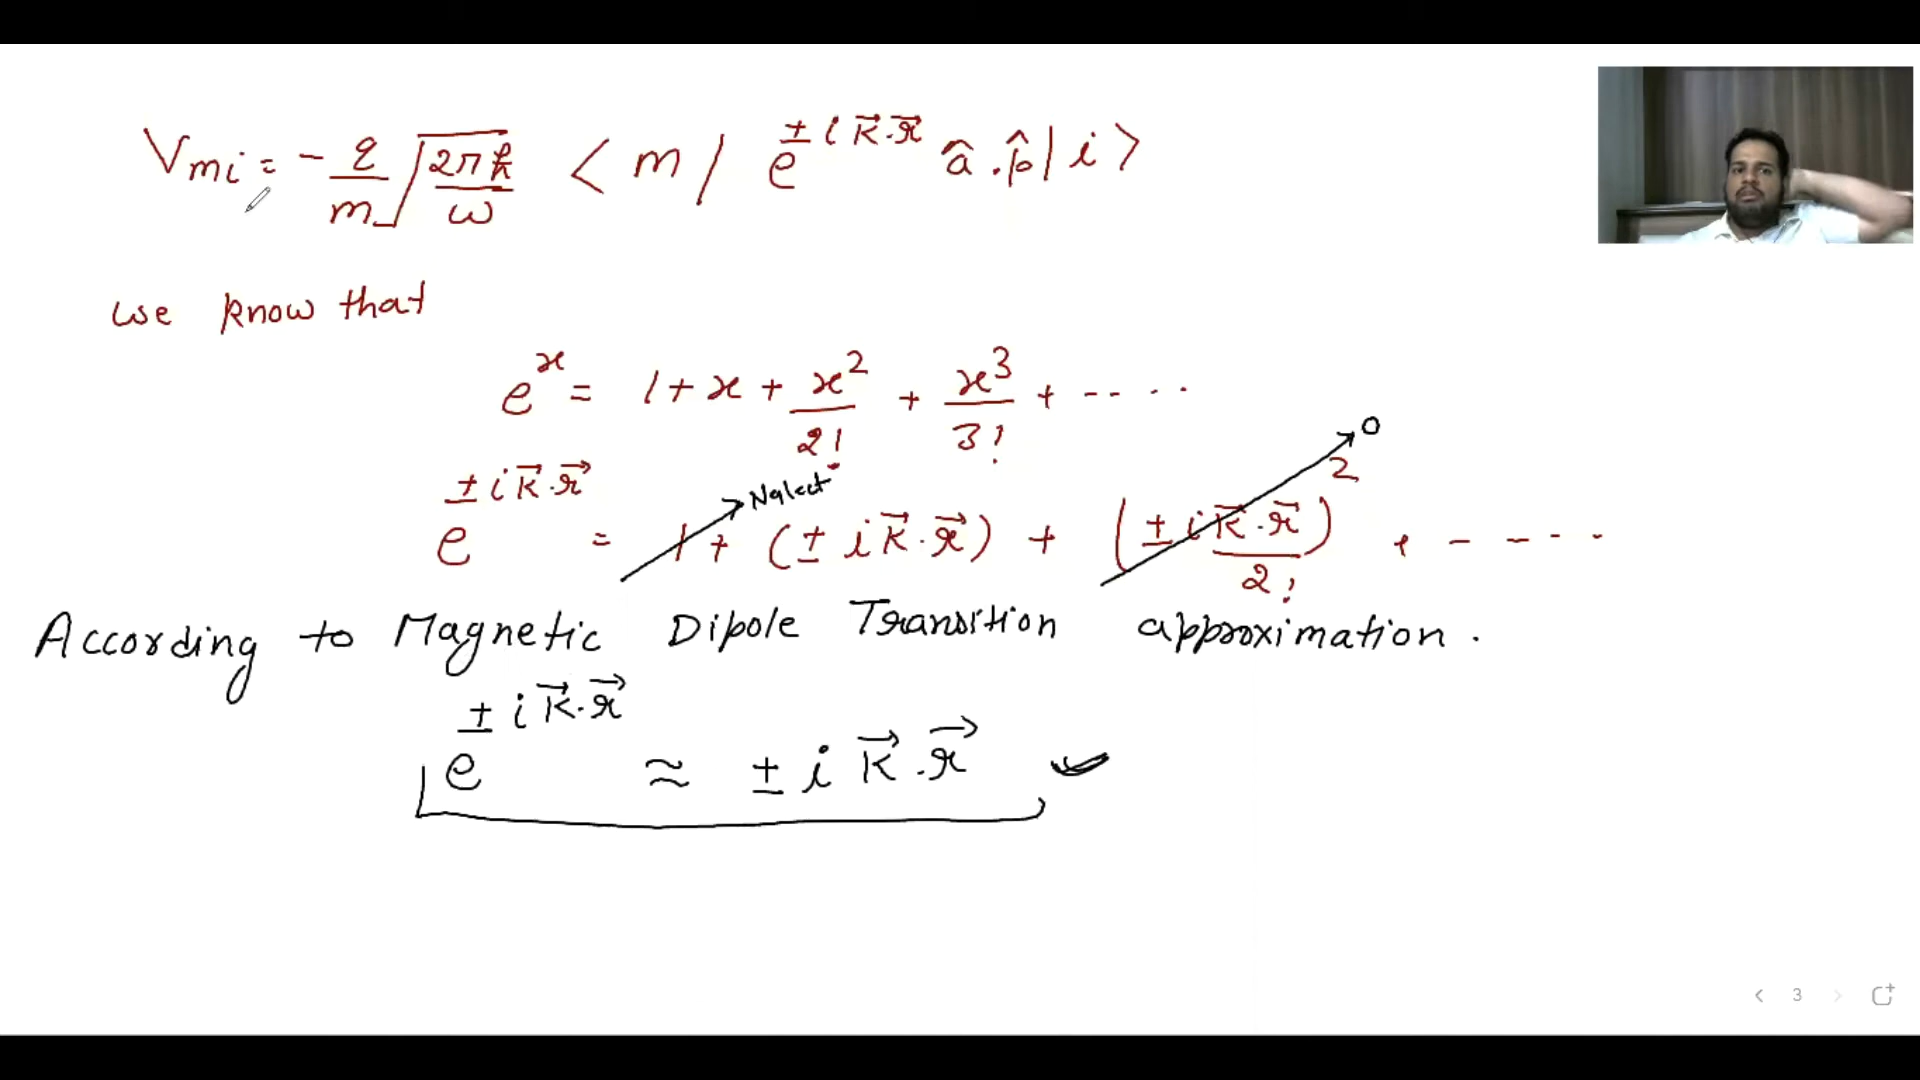 Vmi = - q/m √(2πħ/ω) < m / e^{± i k⃗.r⃗} â . p̂ | i >
we know that
e^x = 1 + x + x²/2! + x³/3! + -- - - ..
e^{± i k⃗.r⃗} = 1 + (± i k⃗.r⃗) + (± i k⃗.r⃗)²/2! + - - - - .
Neglect
0
According to Magnetic Dipole Transition approximation .
e^{± i k⃗.r⃗} ≈ ± i k⃗.r⃗ ✓
< 3 >